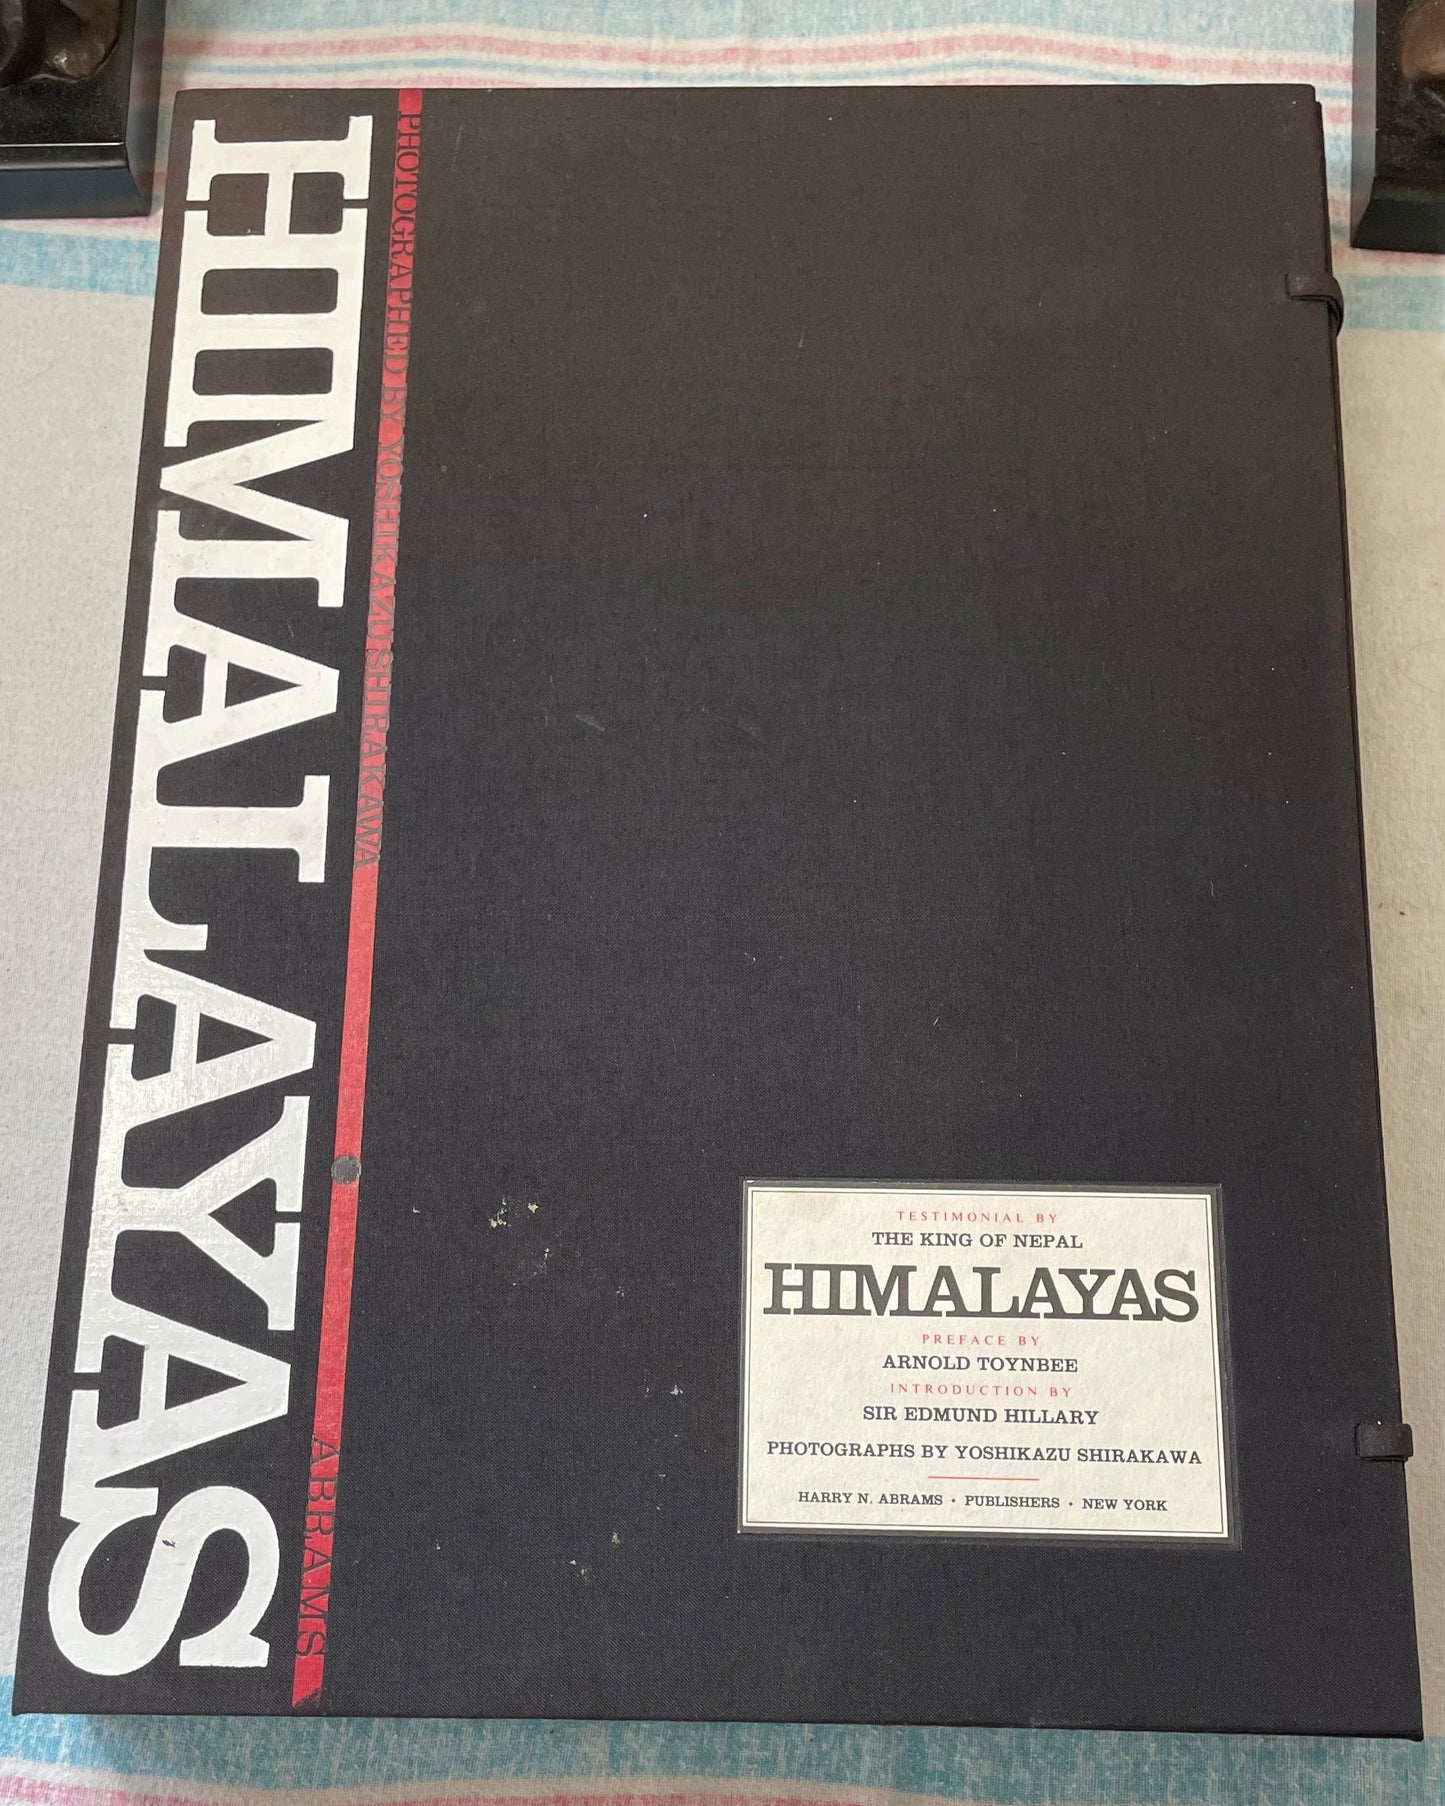 HIMALAYAS
PHOTOGRAPHED BY YOSHIKAZU SHIRAKAWA
ABRAMS
TESTIMONIAL BY
THE KING OF NEPAL
HIMALAYAS
PREFACE BY
ARNOLD TOYNBEE
INTRODUCTION BY
SIR EDMUND HILLARY
PHOTOGRAPHS BY YOSHIKAZU SHIRAKAWA
HARRY N. ABRAMS • PUBLISHERS • NEW YORK